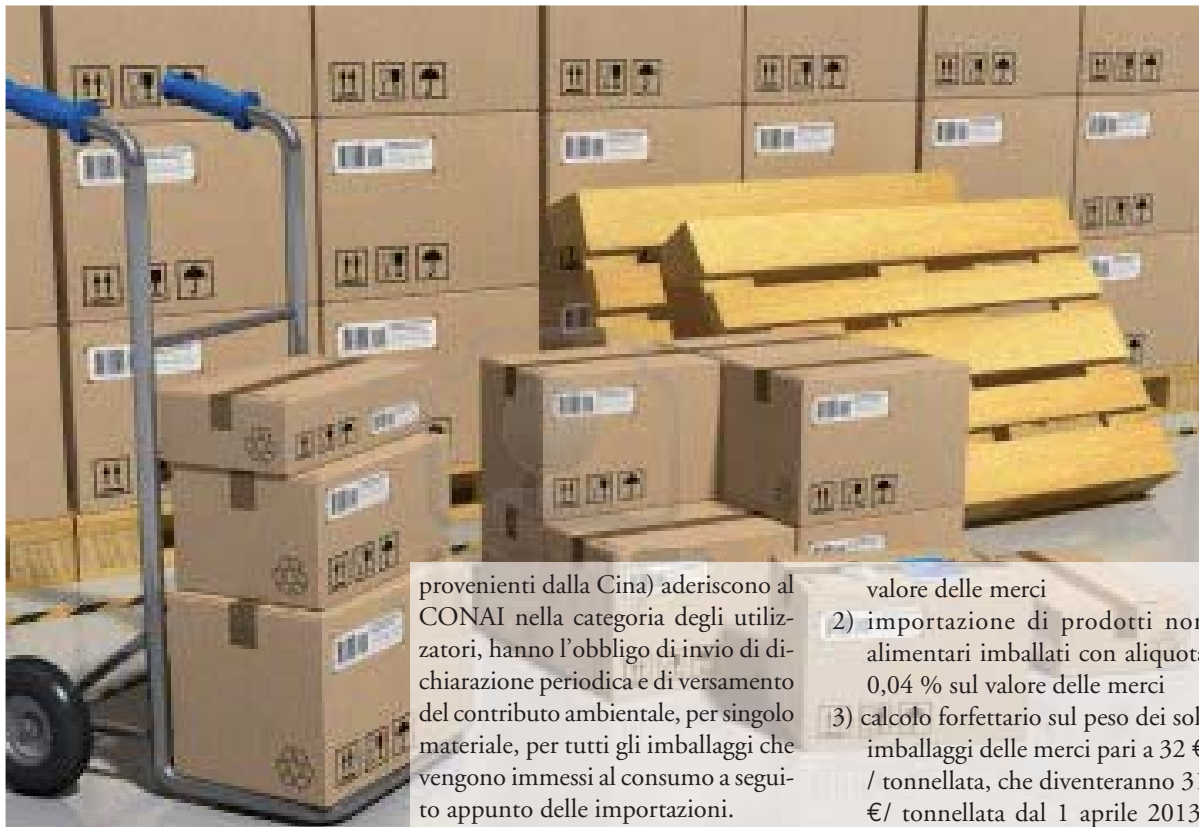 provenienti dalla Cina) aderiscono al
CONAI nella categoria degli utiliz-
zatori, hanno l'obbligo di invio di di-
chiarazione periodica e di versamento
del contributo ambientale, per singolo
materiale, per tutti gli imballaggi che
vengono immessi al consumo a segui-
to appunto delle importazioni.
valore delle merci
2) importazione di prodotti non
alimentari imballati con aliquota
0,04 % sul valore delle merci
3) calcolo forfettario sul peso dei sol
imballaggi delle merci pari a 32 €
/ tonnellata, che diventeranno 31
€/ tonnellata dal 1 aprile 2013